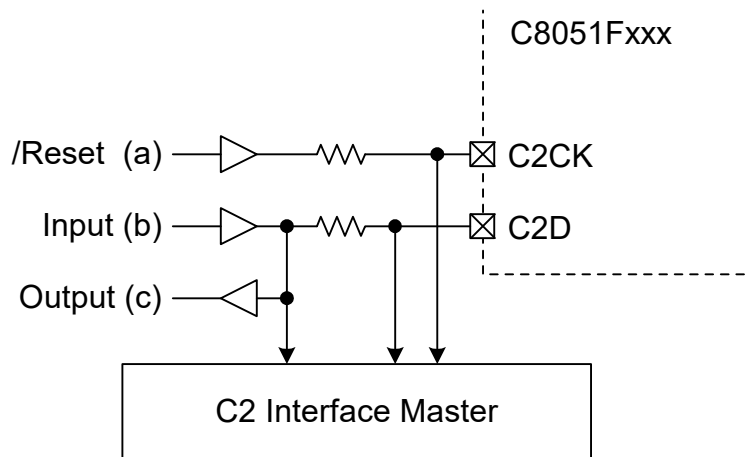 C8051Fxxx
/Reset (a)
C2CK
Input (b)
C2D
Output (c)
C2 Interface Master